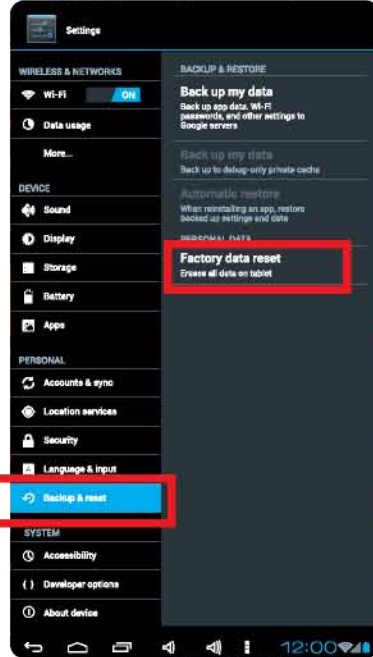 Settings
WIRELESS & NETWORKS
Wi-Fi ON
Data usage
More...
DEVICE
Sound
Display
Storage
Battery
Apps
PERSONAL
Accounts & sync
Location services
Security
Language & input
Backup & reset
SYSTEM
Accessibility
{ } Developer options
About device
BACKUP & RESTORE
Back up my data
Back up app data, Wi-Fi
passwords, and other settings to
Google servers
Back up my data
Back up to debug-only private cache
Automatic restore
When reinstalling an app, restore
backed up settings and data
PERSONAL DATA
Factory data reset
Erases all data on tablet
12:00